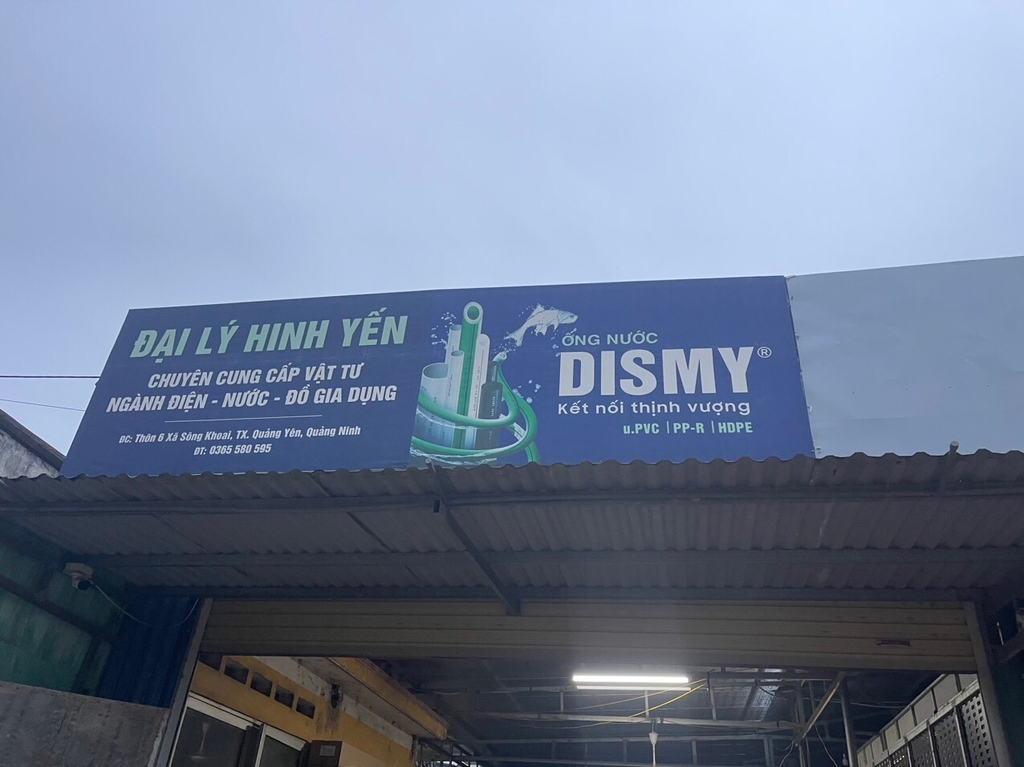 ĐẠI LÝ HINH YẾN
CHUYÊN CUNG CẤP VẬT TƯ
NGÀNH ĐIỆN - NƯỚC - ĐỒ GIA DỤNG
ĐC: Thôn 6 Xã Sông Khoai, TX. Quảng Yên, Quảng Ninh
ĐT: 0365 580 595
ỐNG NƯỚC
DISMY®
Kết nối thịnh vượng
u.PVC | PP-R | HDPE